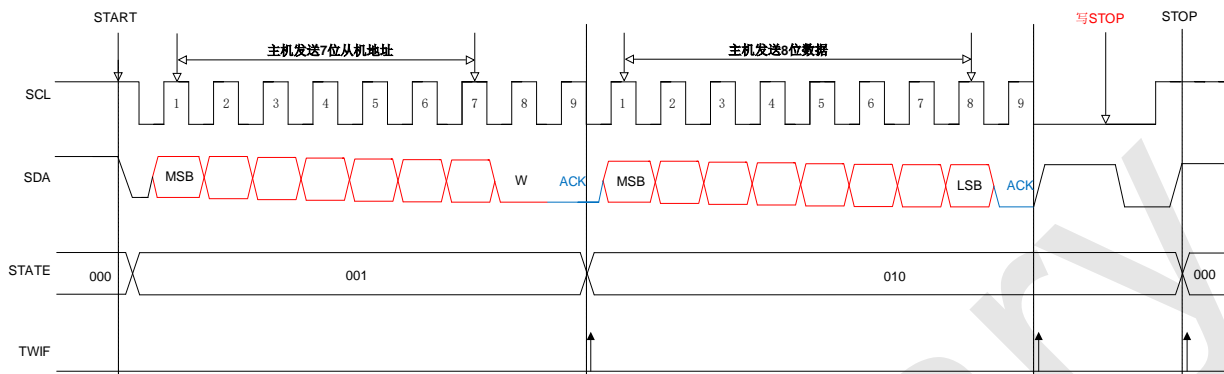 START 写STOP STOP
主机发送7位从机地址 主机发送8位数据
SCL 1 2 3 4 5 6 7 8 9 1 2 3 4 5 6 7 8 9
SDA MSB W ACK MSB LSB ACK
STATE 000 001 010 000
TWIF